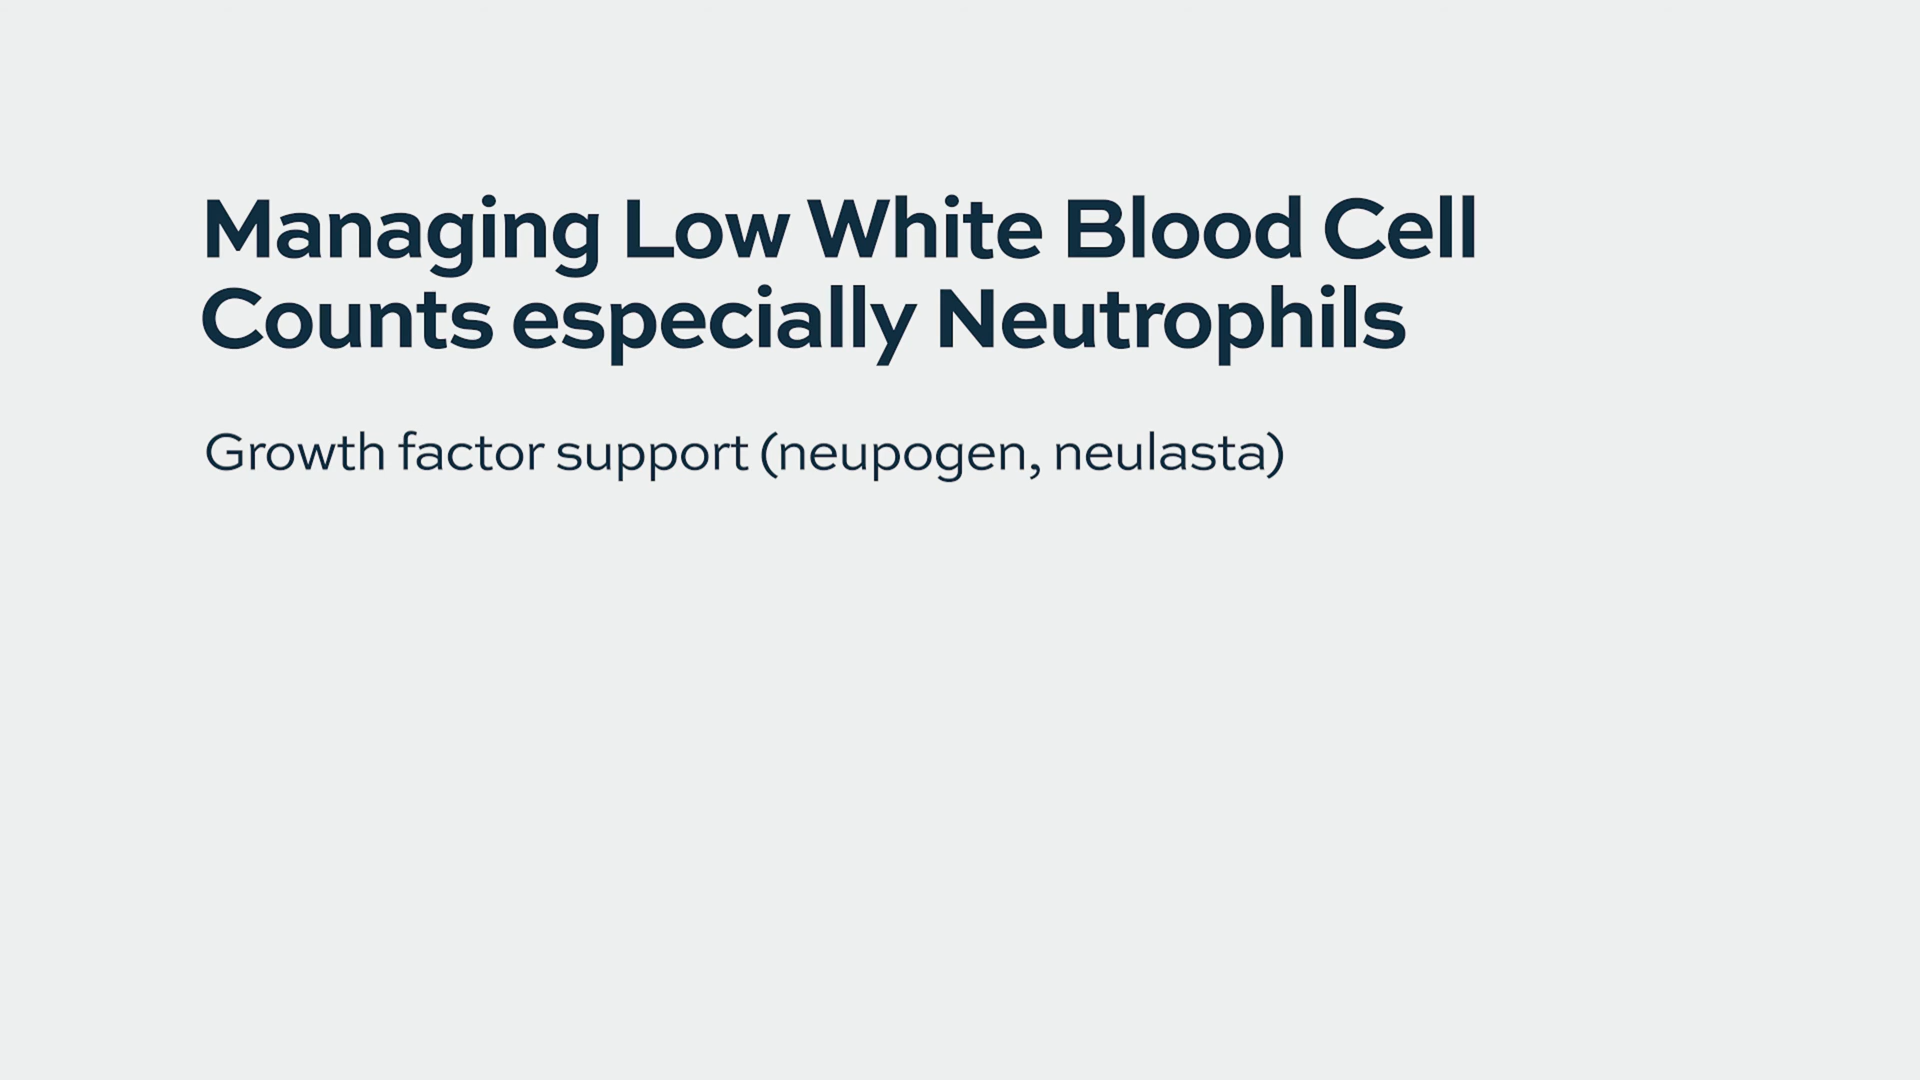 Managing Low White Blood Cell
Counts especially Neutrophils
Growth factor support (neupogen, neulasta)